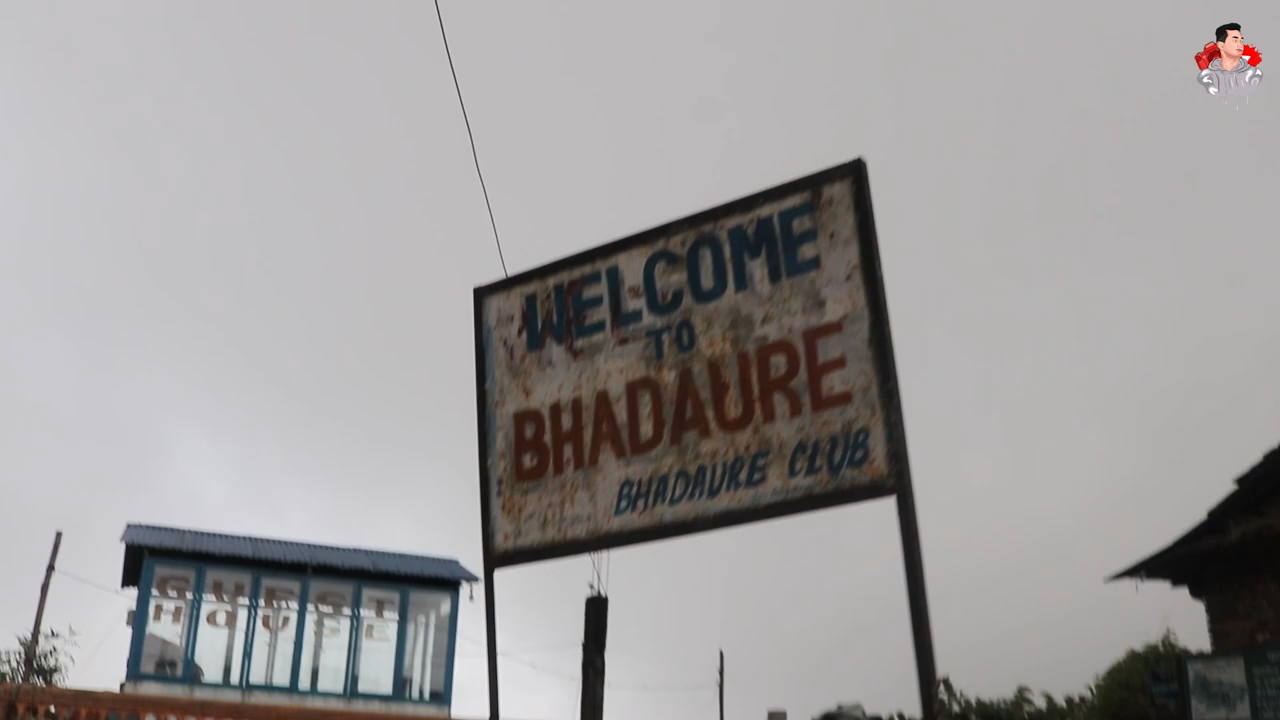 WELCOME
TO
BHADAURE
BHADAURE CLUB
GUEST
HOUSE